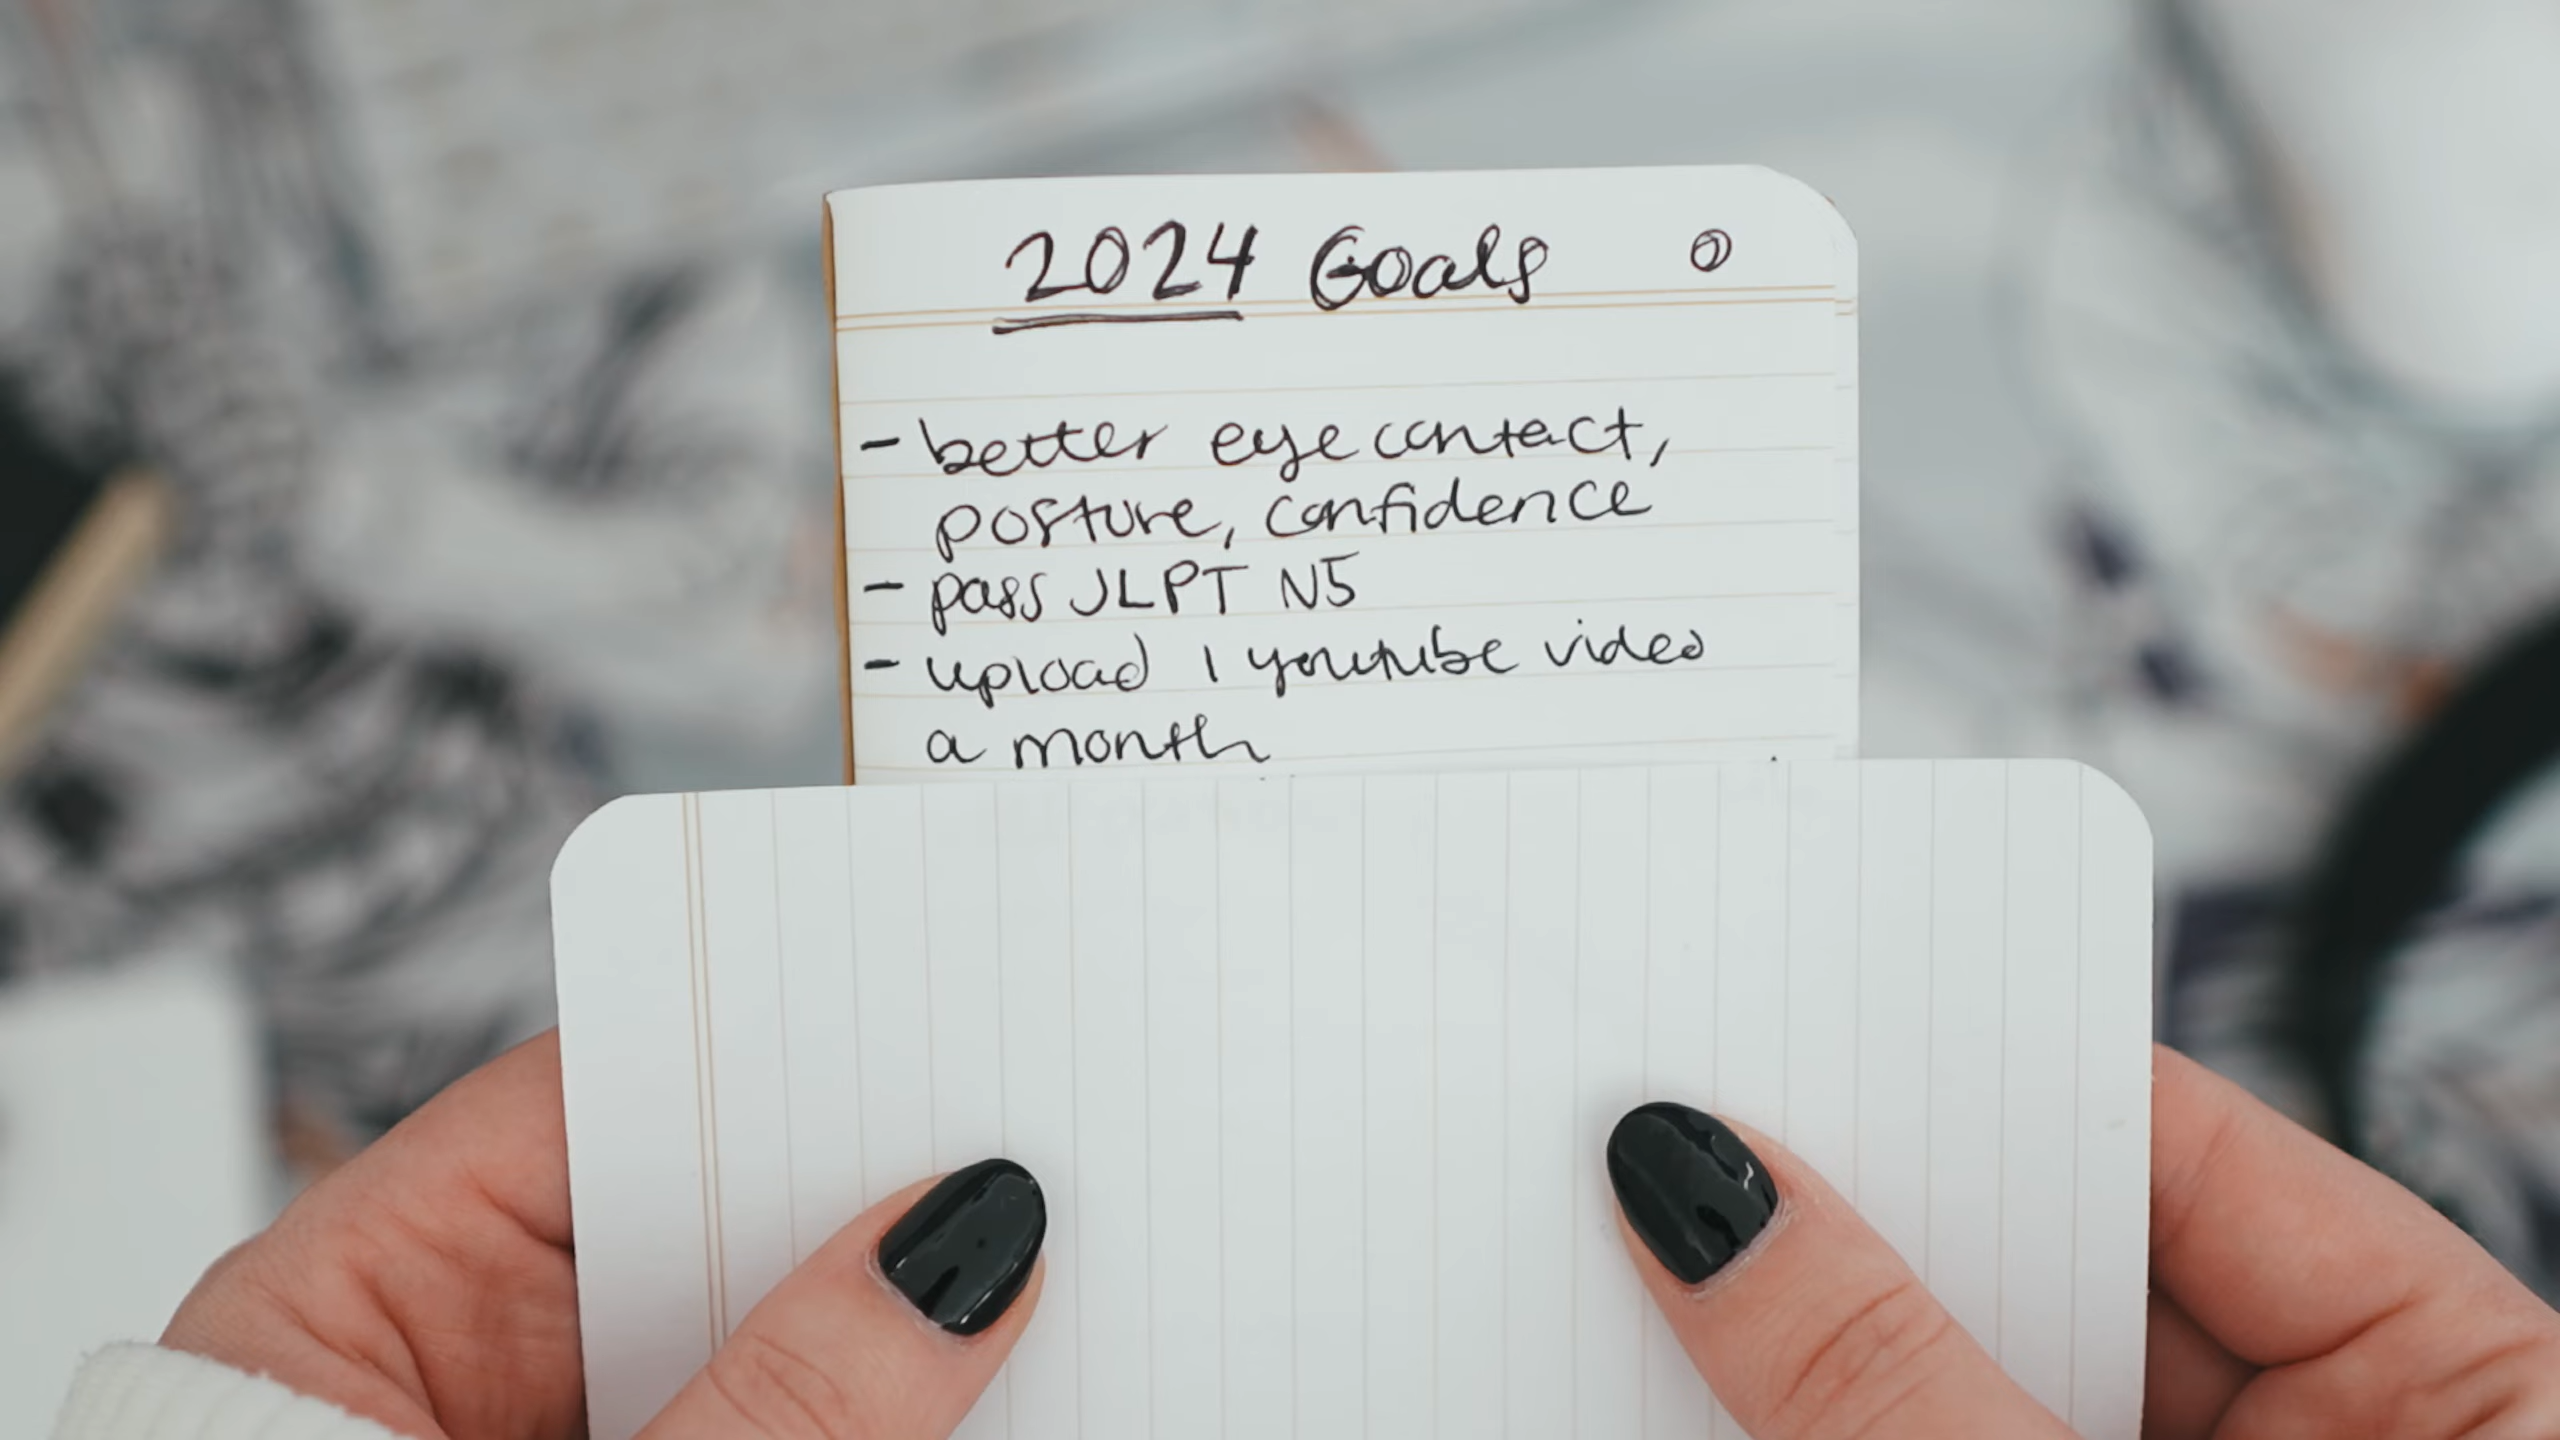 2024 Goals
- better eye contact,
posture, confidence
- pass JLPT N5
- upload 1 youtube video
a month